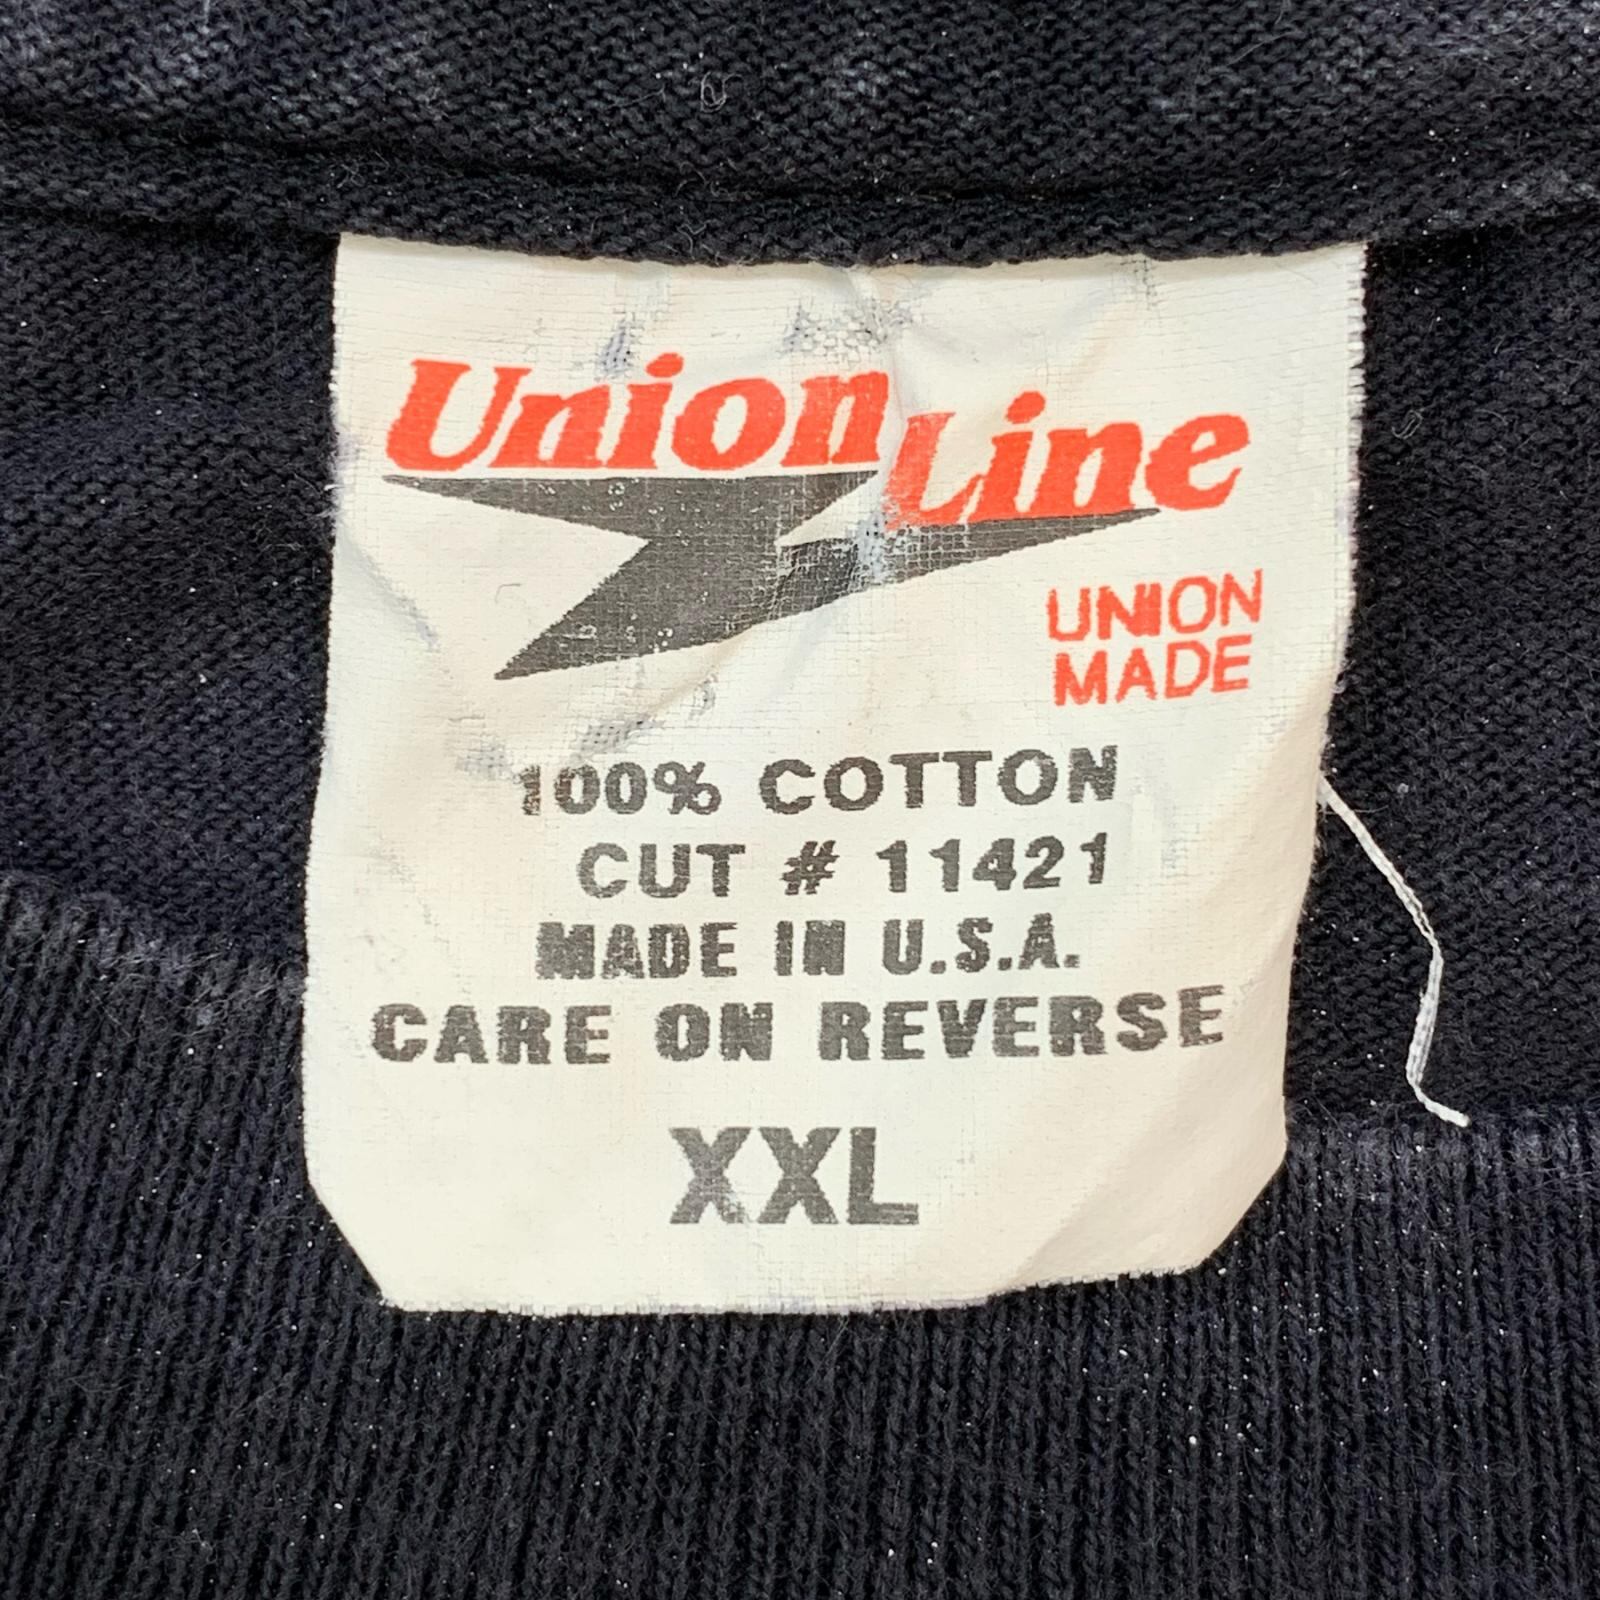 Union Line
UNION
MADE
100% COTTON
CUT # 11421
MADE IN U.S.A.
CARE ON REVERSE
XXL